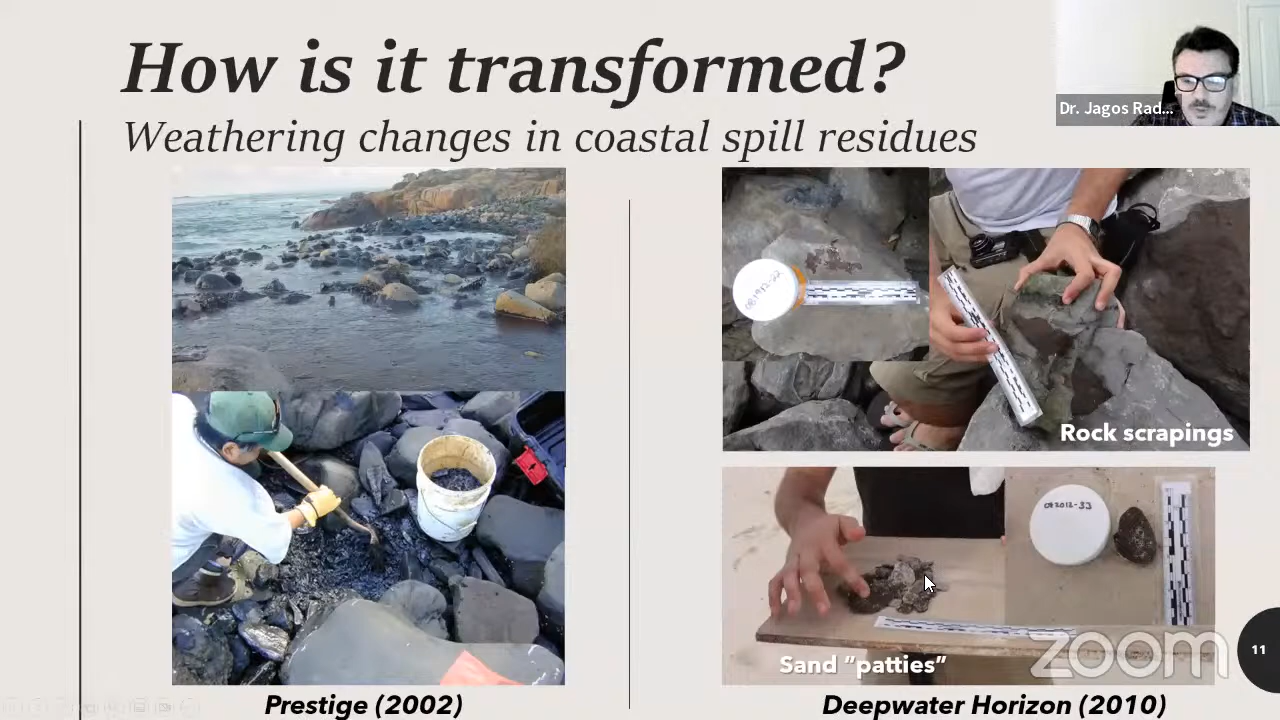 How is it transformed?
Weathering changes in coastal spill residues
Dr. Jagos Rad...
Rock scrapings
Sand "patties"
zoom
11
Prestige (2002)
Deepwater Horizon (2010)